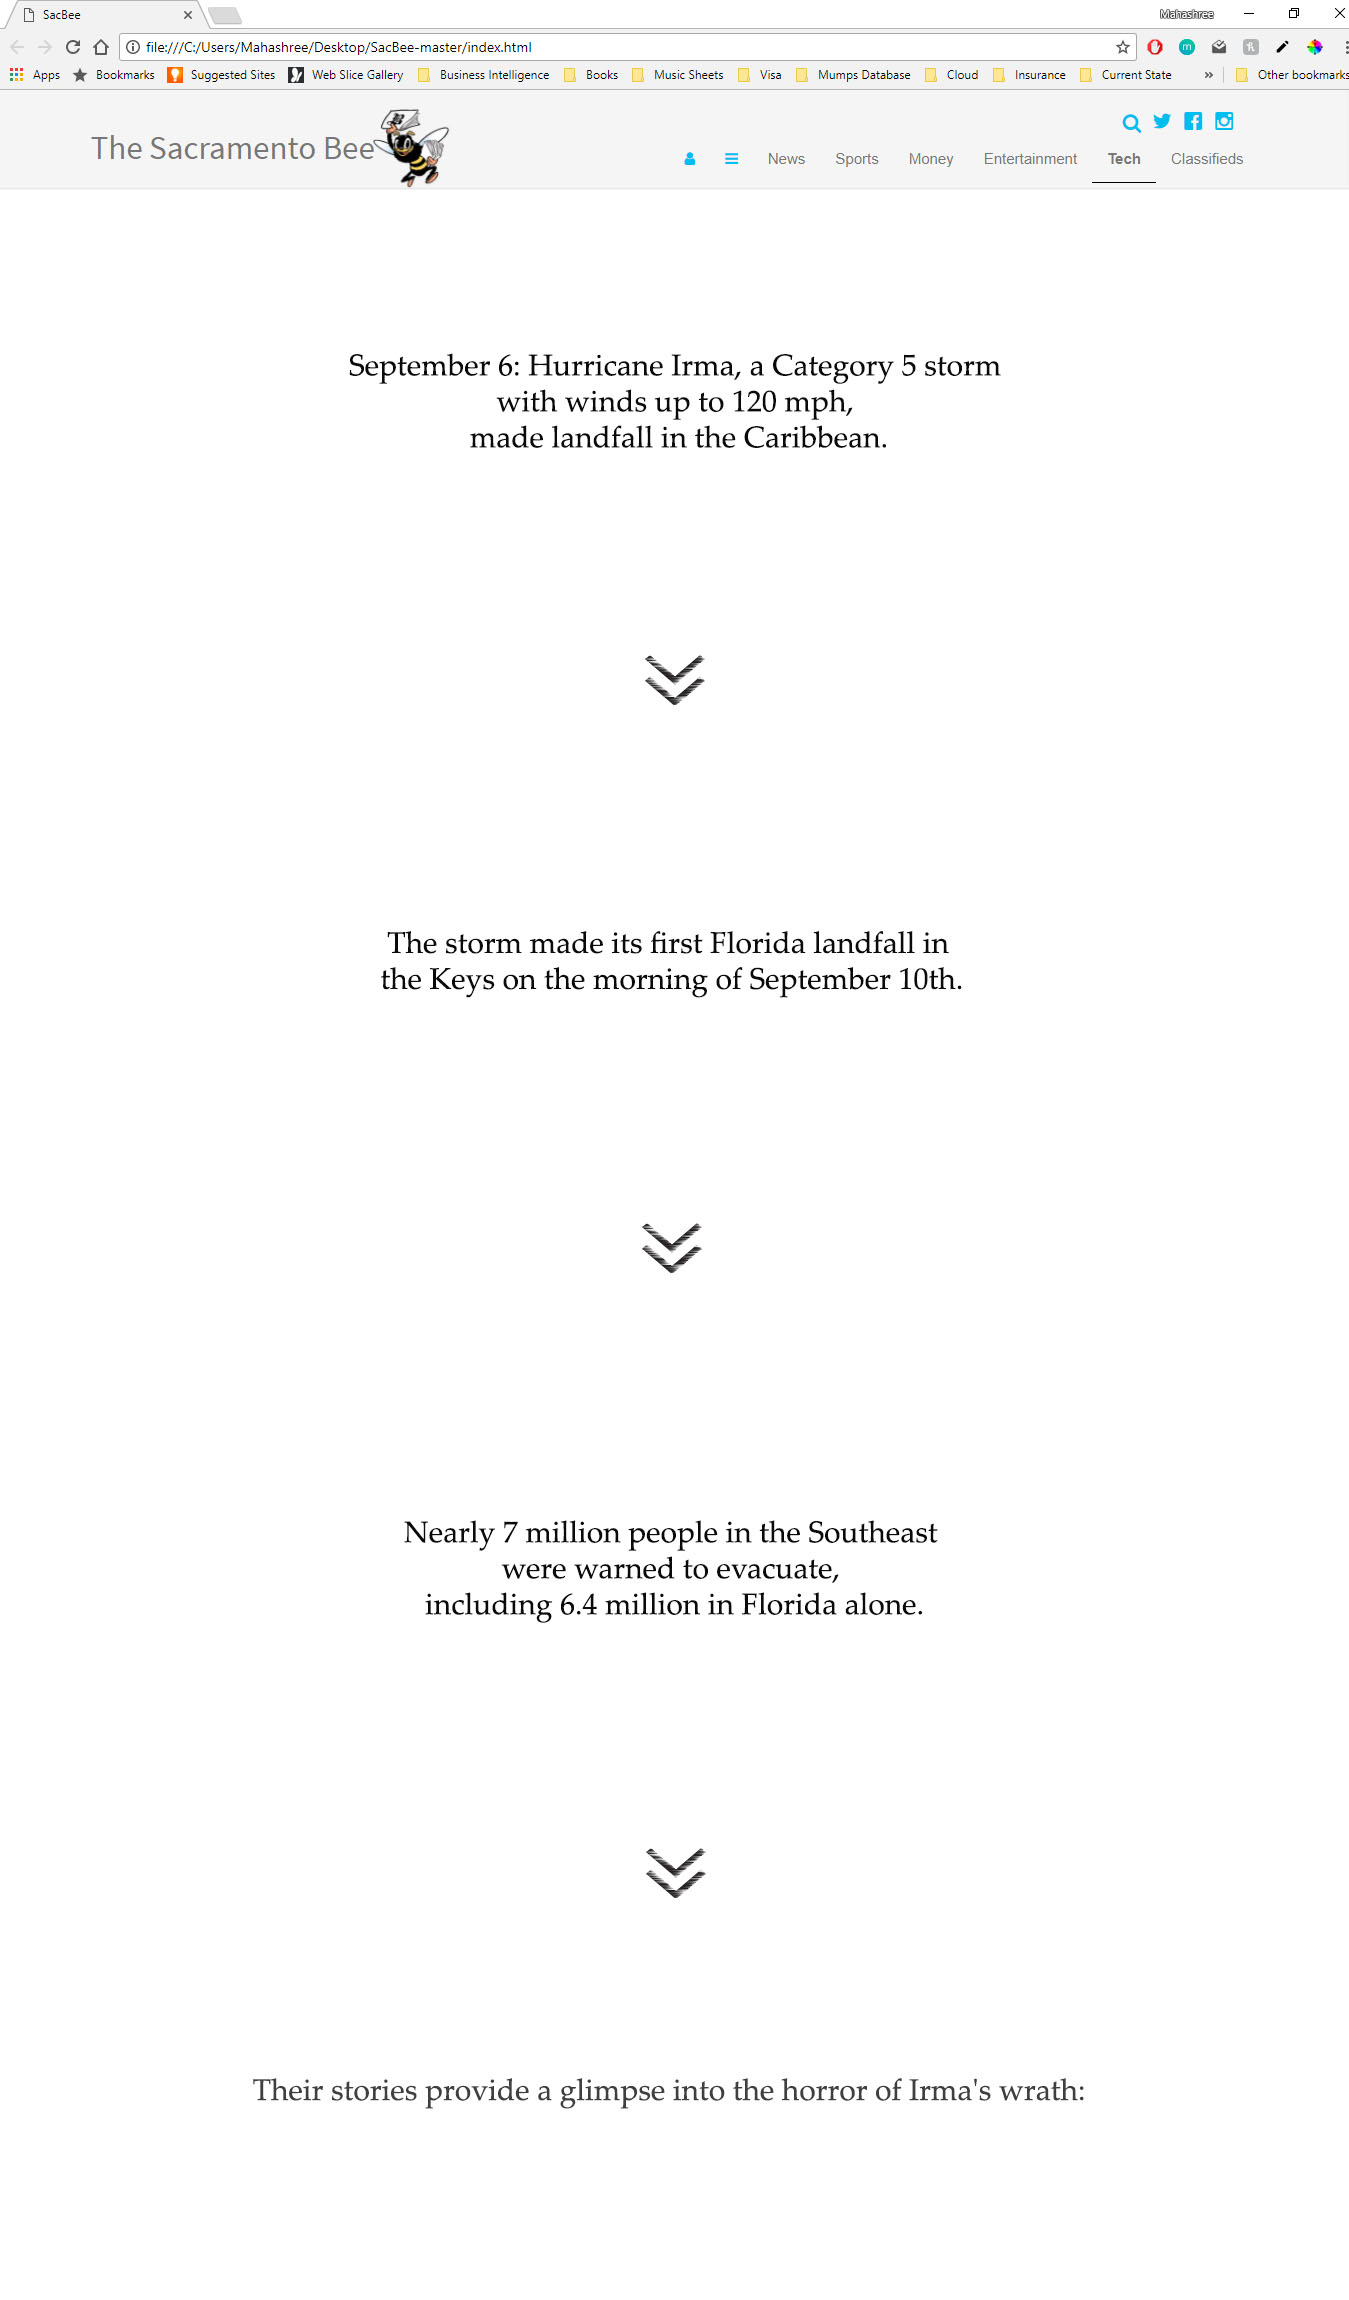 SacBee
Mahashree
file:///C:/Users/Mahashree/Desktop/SacBee-master/index.html
m
Apps Bookmarks Suggested Sites Web Slice Gallery Business Intelligence Books Music Sheets Visa Mumps Database Cloud Insurance Current State » Other bookmarks
The Sacramento Bee
News Sports Money Entertainment Tech Classifieds
September 6: Hurricane Irma, a Category 5 storm
with winds up to 120 mph,
made landfall in the Caribbean.
The storm made its first Florida landfall in
the Keys on the morning of September 10th.
Nearly 7 million people in the Southeast
were warned to evacuate,
including 6.4 million in Florida alone.
Their stories provide a glimpse into the horror of Irma's wrath: